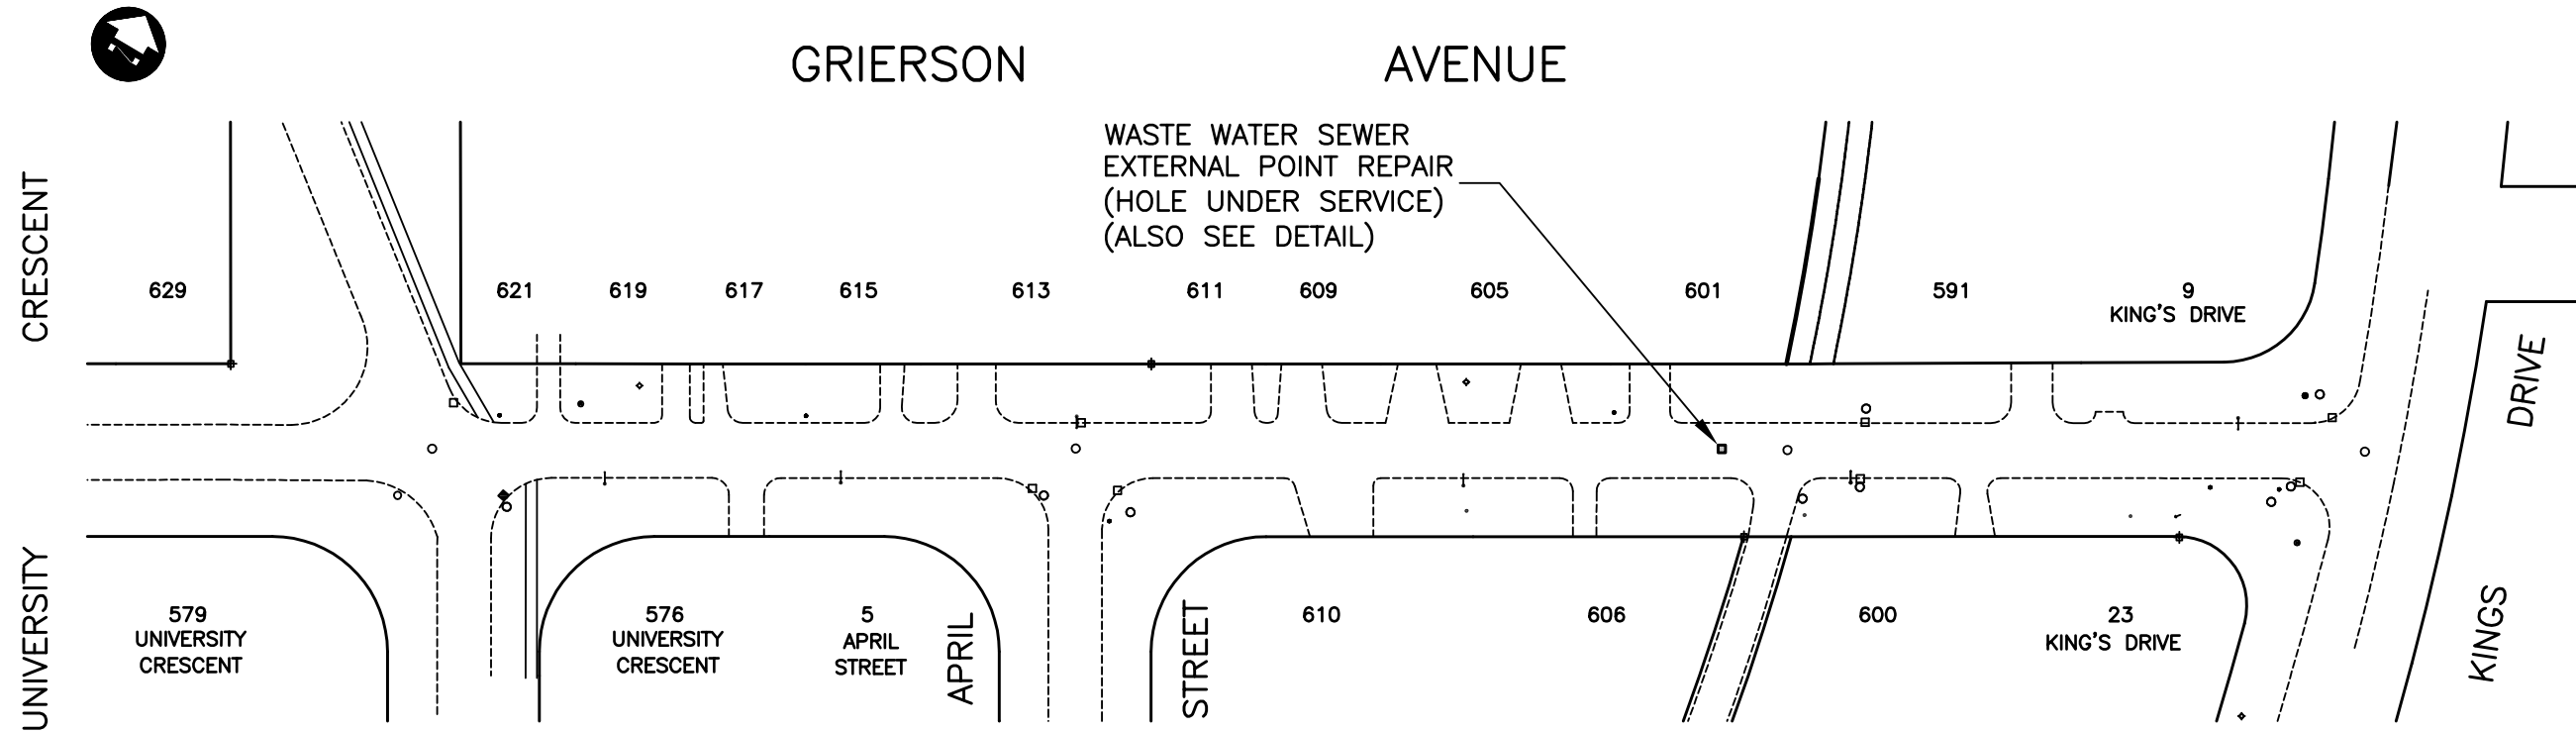 GRIERSON AVENUE
WASTE WATER SEWER
EXTERNAL POINT REPAIR
(HOLE UNDER SERVICE)
(ALSO SEE DETAIL)
UNIVERSITY CRESCENT
629
621
619
617
615
613
611
609
605
601
591
9
KING'S DRIVE
KINGS DRIVE
579
UNIVERSITY
CRESCENT
576
UNIVERSITY
CRESCENT
5
APRIL
STREET
APRIL STREET
610
606
600
23
KING'S DRIVE